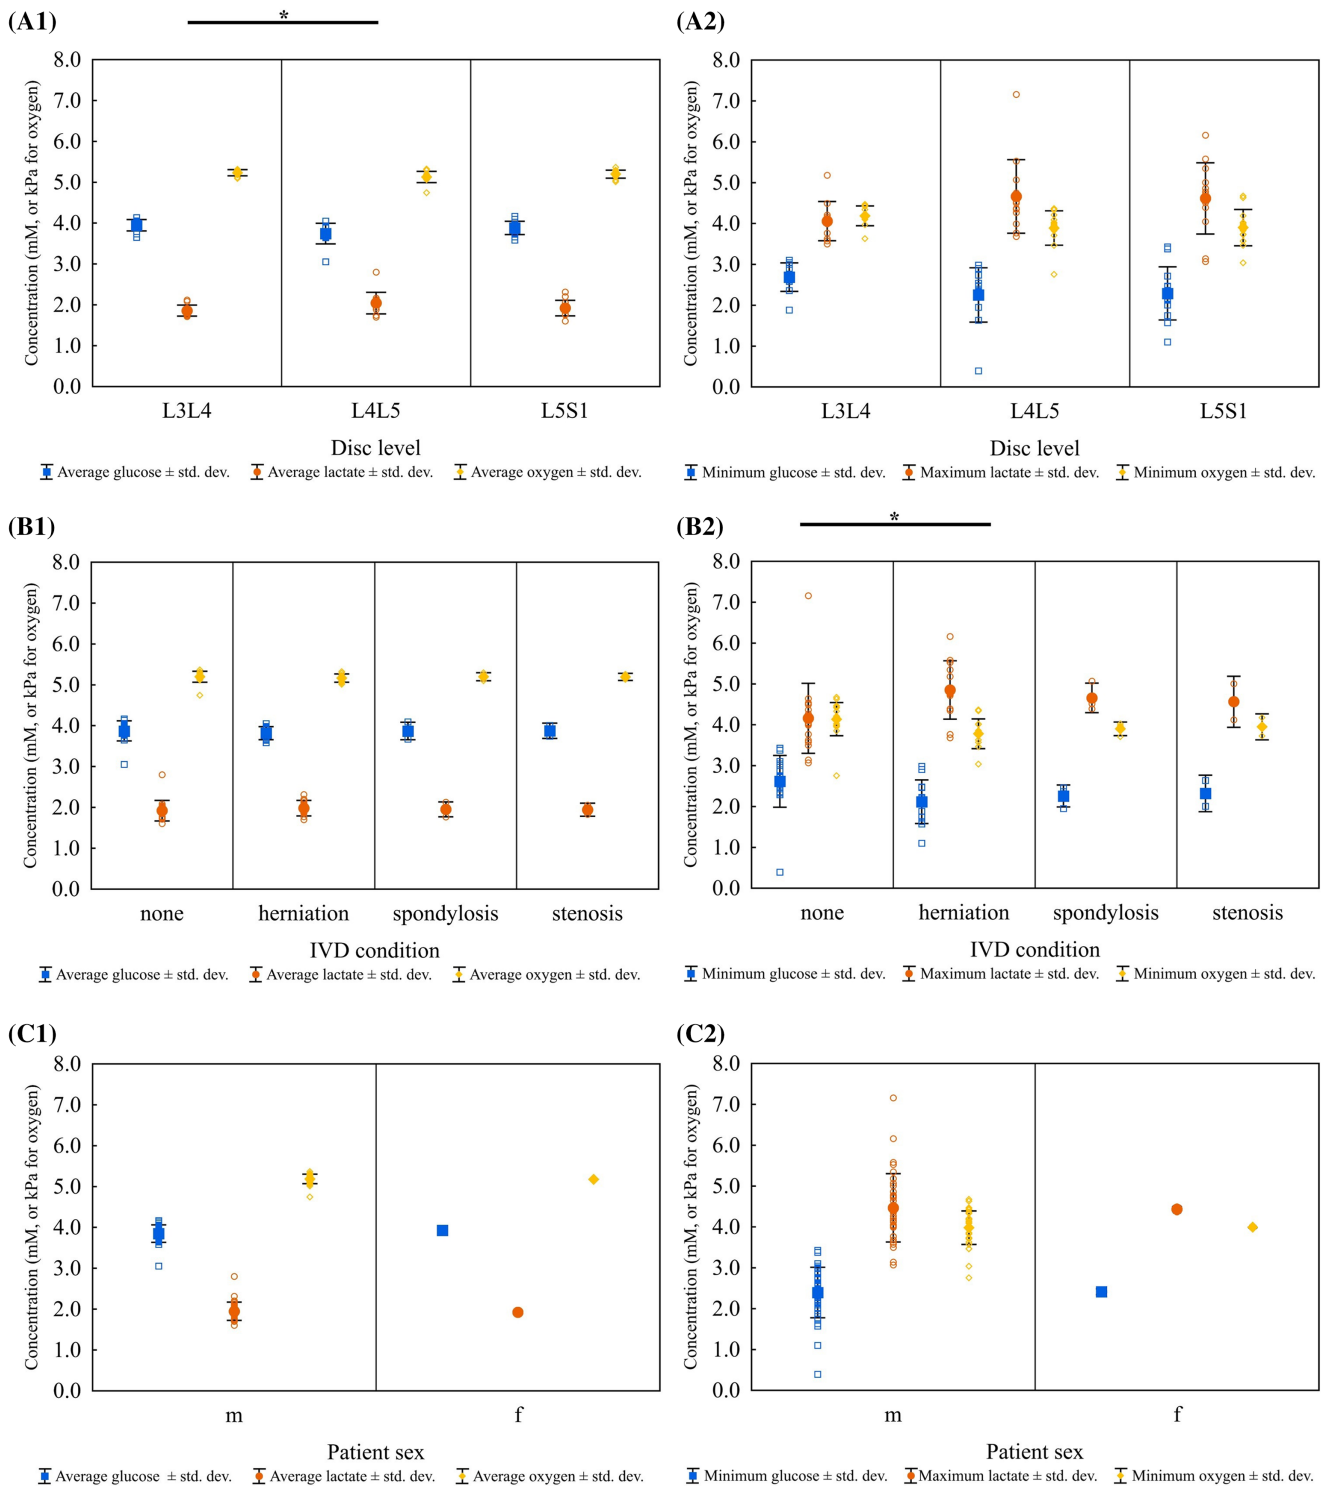 (A1)
*
8.0
7.0
6.0
5.0
4.0
3.0
2.0
1.0
0.0
Concentration (mM, or kPa for oxygen)
L3L4 L4L5 L5S1
Disc level
Average glucose ± std. dev. Average lactate ± std. dev. Average oxygen ± std. dev.
(A2)
8.0
7.0
6.0
5.0
4.0
3.0
2.0
1.0
0.0
Concentration (mM, or kPa for oxygen)
L3L4 L4L5 L5S1
Disc level
Minimum glucose ± std. dev. Maximum lactate ± std. dev. Minimum oxygen ± std. dev.
(B1)
8.0
7.0
6.0
5.0
4.0
3.0
2.0
1.0
0.0
Concentration (mM, or kPa for oxygen)
none herniation spondylosis stenosis
IVD condition
Average glucose ± std. dev. Average lactate ± std. dev. Average oxygen ± std. dev.
(B2)
*
8.0
7.0
6.0
5.0
4.0
3.0
2.0
1.0
0.0
Concentration (mM, or kPa for oxygen)
none herniation spondylosis stenosis
IVD condition
Minimum glucose ± std. dev. Maximum lactate ± std. dev. Minimum oxygen ± std. dev.
(C1)
8.0
7.0
6.0
5.0
4.0
3.0
2.0
1.0
0.0
Concentration (mM, or kPa for oxygen)
m f
Patient sex
Average glucose ± std. dev. Average lactate ± std. dev. Average oxygen ± std. dev.
(C2)
8.0
7.0
6.0
5.0
4.0
3.0
2.0
1.0
0.0
Concentration (mM, or kPa for oxygen)
m f
Patient sex
Minimum glucose ± std. dev. Maximum lactate ± std. dev. Minimum oxygen ± std. dev.